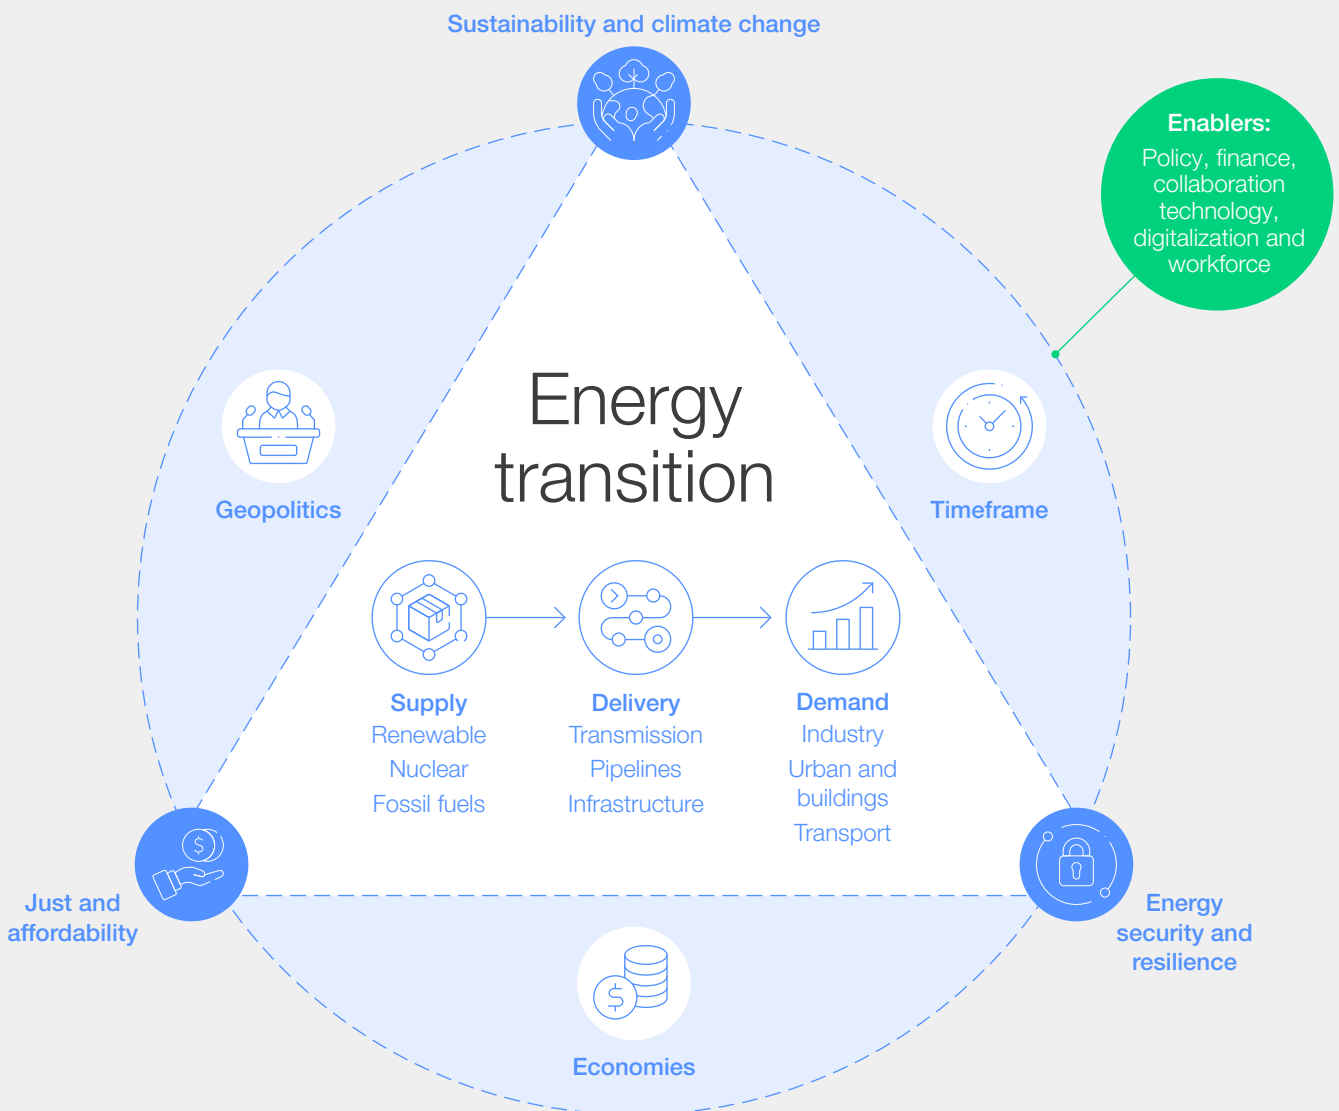 Sustainability and climate change
Enablers:
Policy, finance,
collaboration
technology,
digitalization and
workforce
Energy
transition
Geopolitics
Timeframe
Supply
Renewable
Nuclear
Fossil fuels
Delivery
Transmission
Pipelines
Infrastructure
Demand
Industry
Urban and
buildings
Transport
Just and
affordability
Energy
security and
resilience
Economies